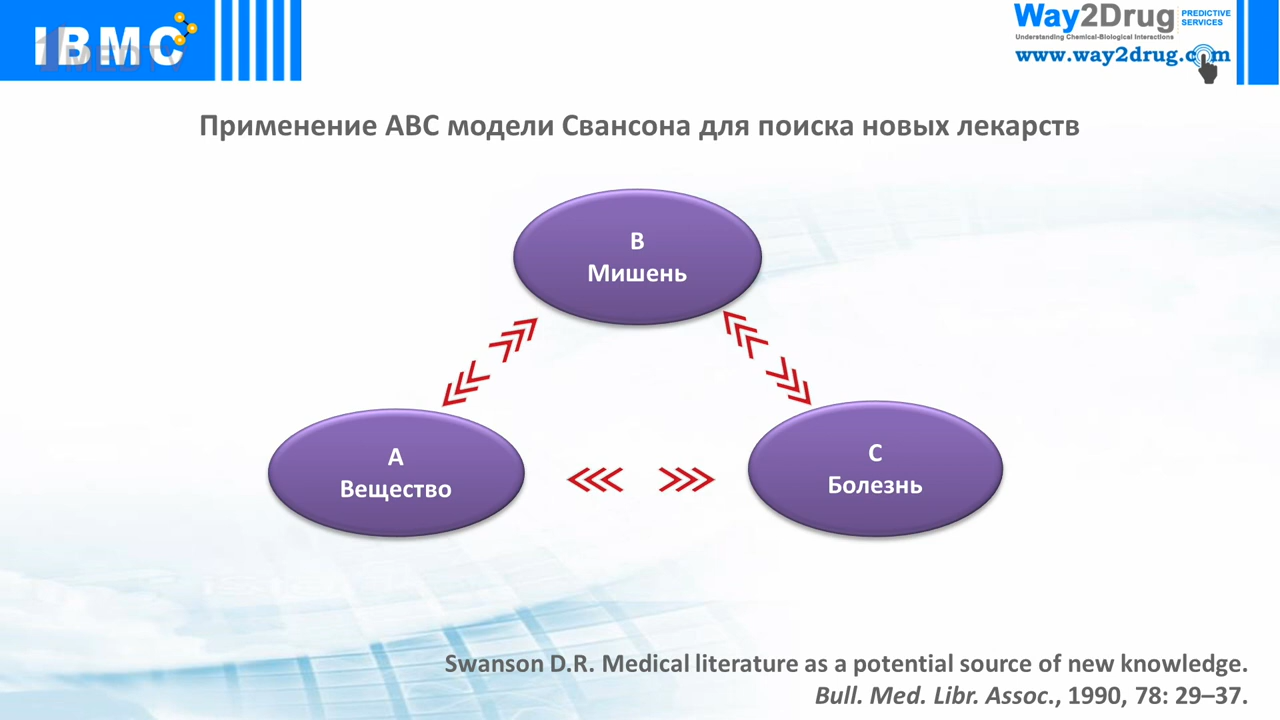 IBMC
1MEDTV
Way2Drug
PREDICTIVE
SERVICES
Understanding Chemical-Biological Interactions
www.way2drug.com
Применение ABC модели Свансона для поиска новых лекарств
B
Мишень
A
Вещество
C
Болезнь
Swanson D.R. Medical literature as a potential source of new knowledge.
Bull. Med. Libr. Assoc., 1990, 78: 29–37.